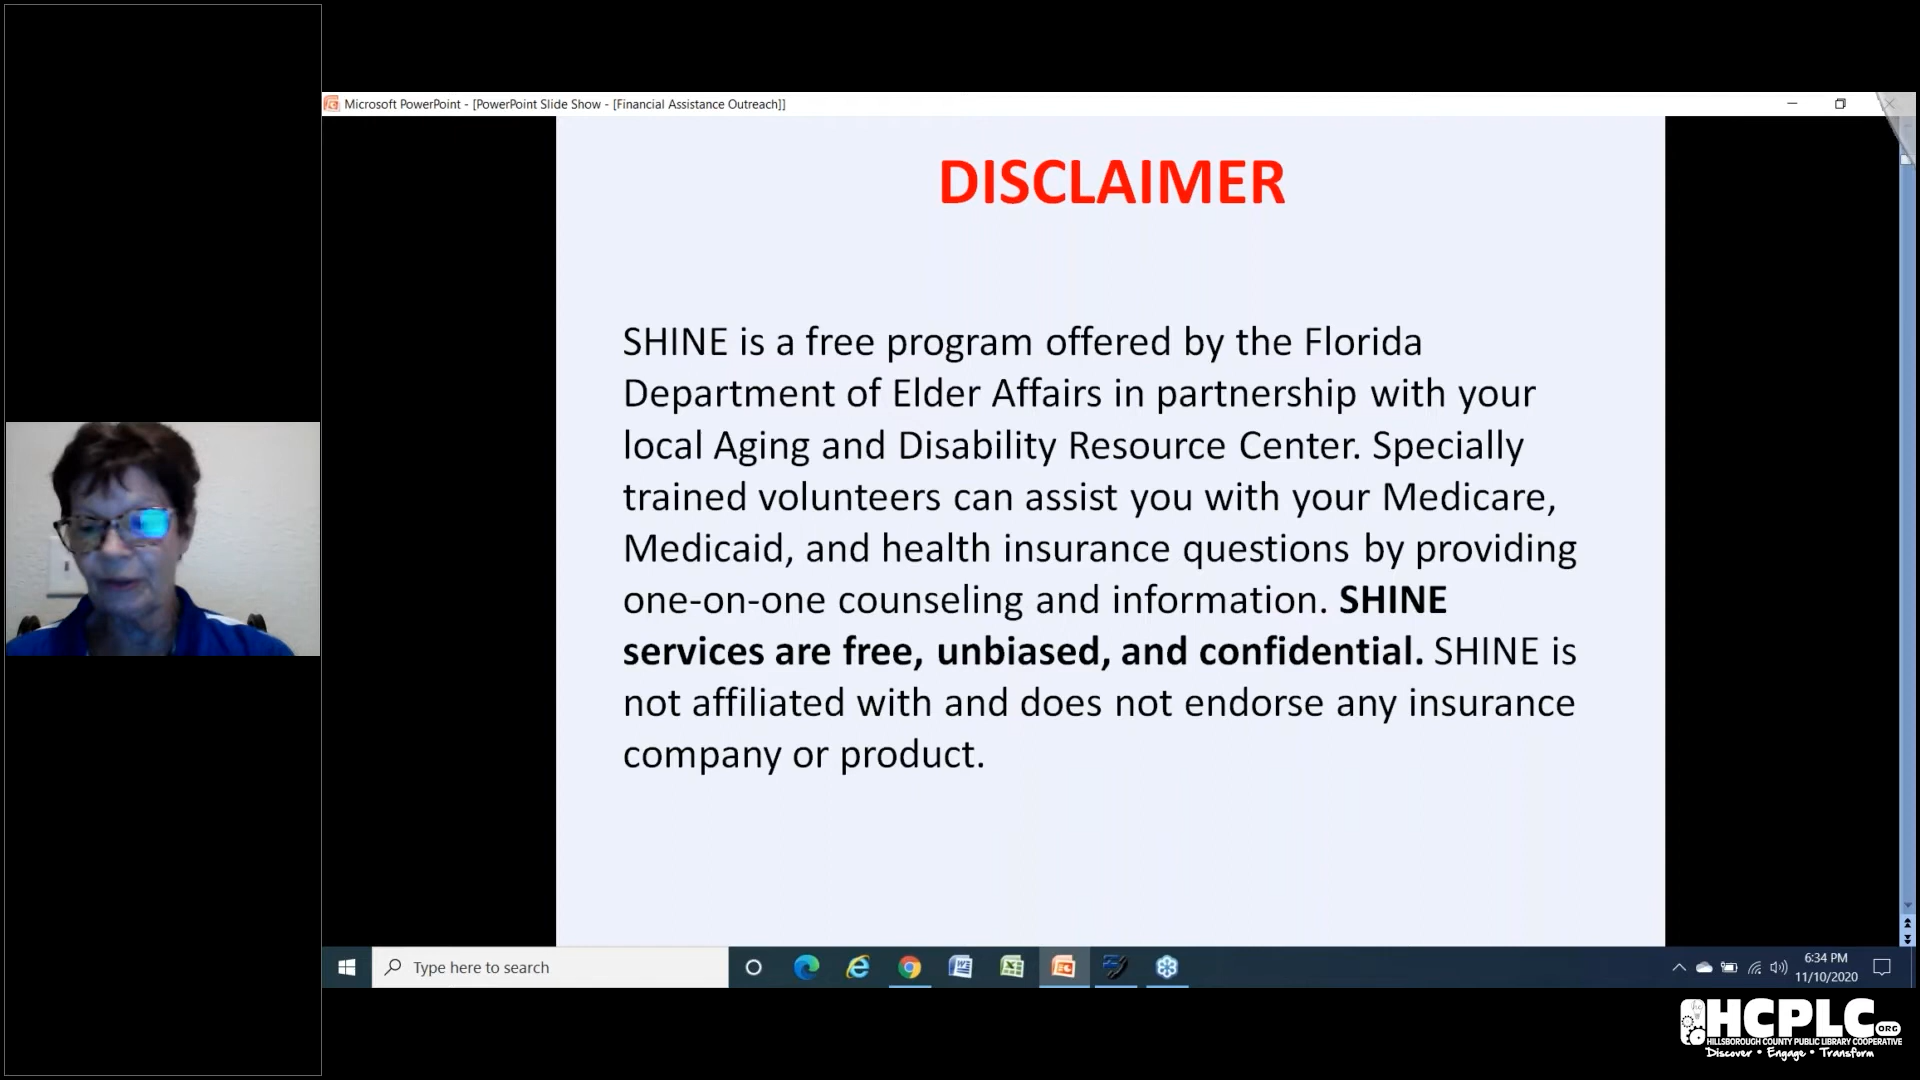 Microsoft PowerPoint - [PowerPoint Slide Show - [Financial Assistance Outreach]]
DISCLAIMER
SHINE is a free program offered by the Florida
Department of Elder Affairs in partnership with your
local Aging and Disability Resource Center. Specially
trained volunteers can assist you with your Medicare,
Medicaid, and health insurance questions by providing
one-on-one counseling and information. SHINE
services are free, unbiased, and confidential. SHINE is
not affiliated with and does not endorse any insurance
company or product.
Type here to search
6:34 PM
11/10/2020
HCPLC.ORG
HILLSBOROUGH COUNTY PUBLIC LIBRARY COOPERATIVE
Discover • Engage • Transform